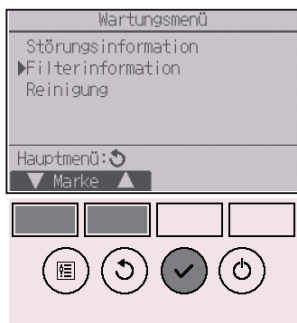 Wartungsmenü
Störungsinformation
▶Filterinformation
Reinigung
Hauptmenü:
▼ Marke ▲